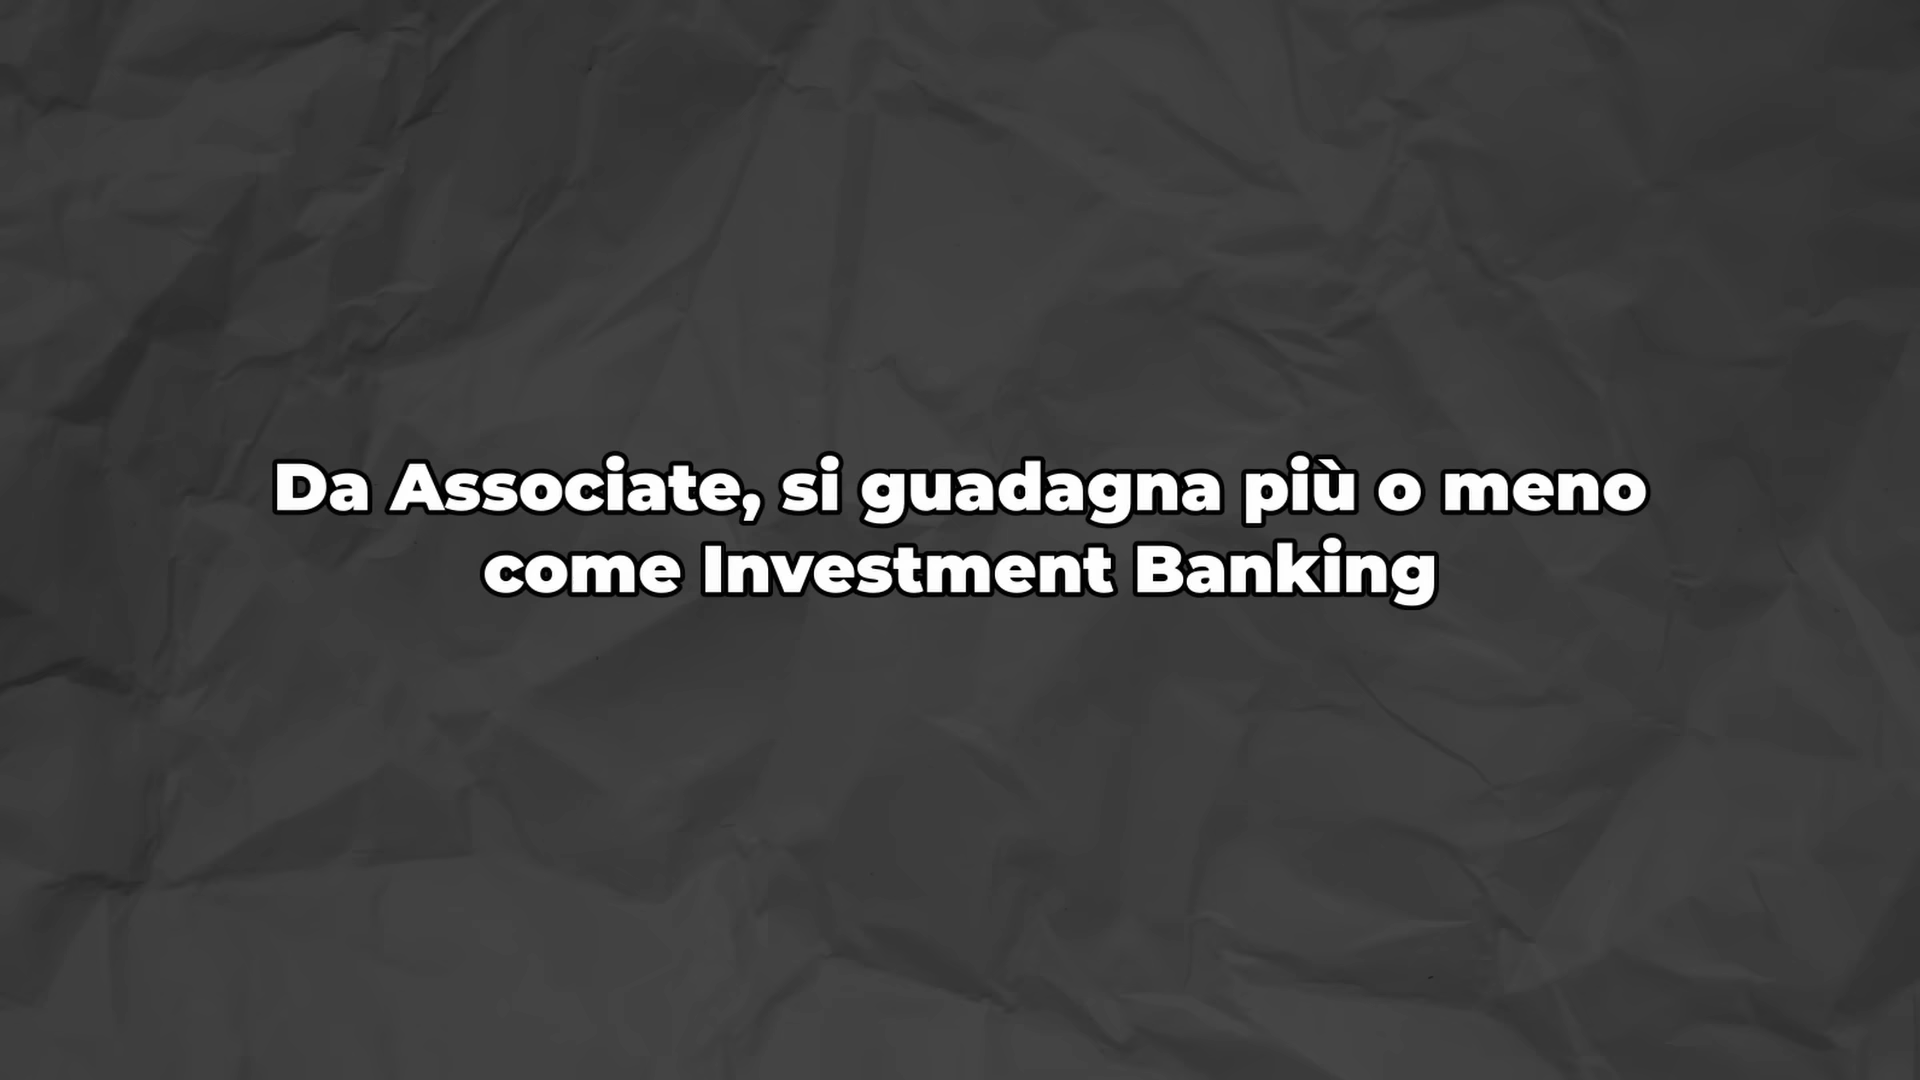 Da Associate, si guadagna più o meno
come Investment Banking